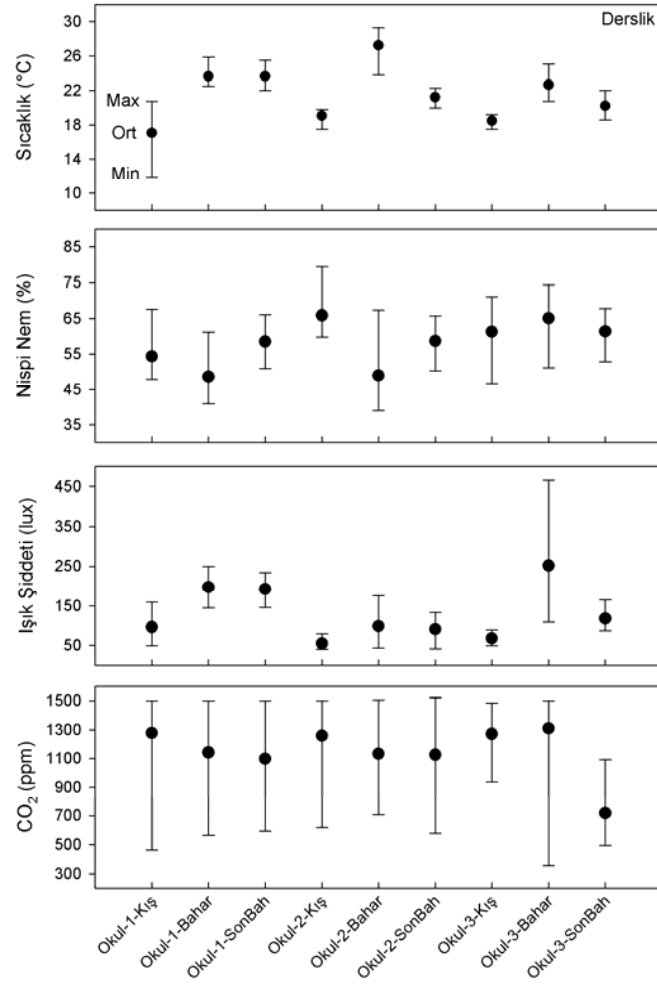 Derslik
Sıcaklık (°C)
30
26
22
18
14
10
Max
Ort
Min
Nispi Nem (%)
85
75
65
55
45
35
Işık Şiddeti (lux)
450
350
250
150
50
CO₂ (ppm)
1500
1300
1100
900
700
500
300
Okul-1-Kış
Okul-1-Bahar
Okul-1-SonBah
Okul-2-Kış
Okul-2-Bahar
Okul-2-SonBah
Okul-3-Kış
Okul-3-Bahar
Okul-3-SonBah